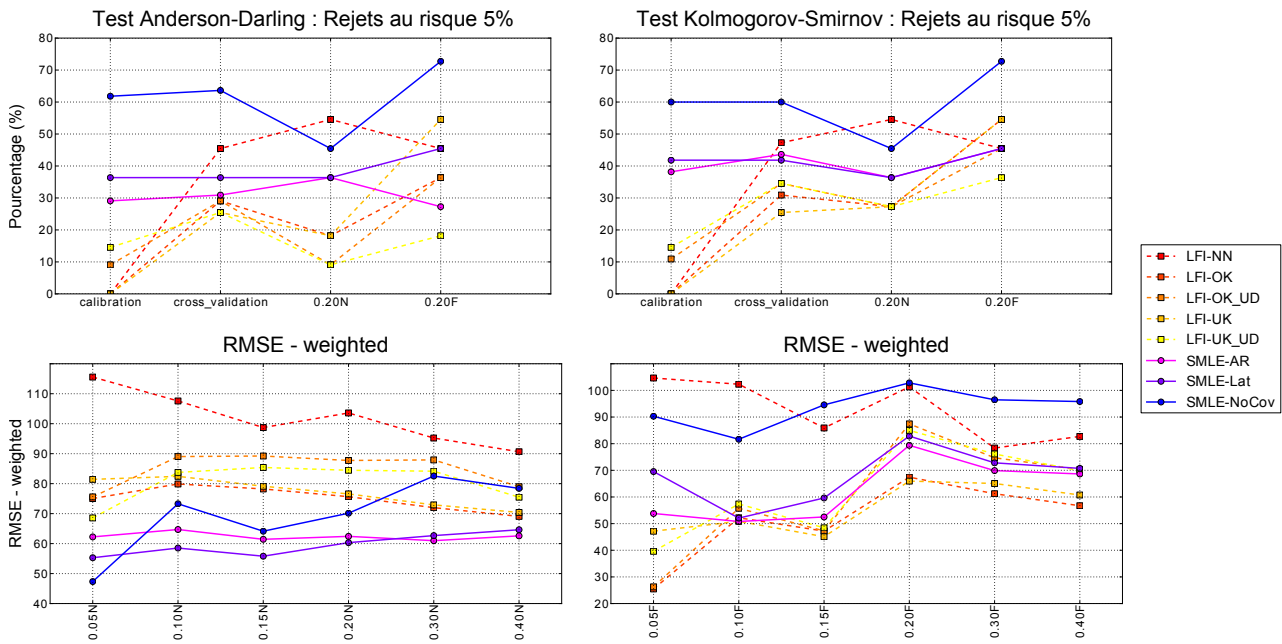 Test Anderson-Darling : Rejets au risque 5%
Test Kolmogorov-Smirnov : Rejets au risque 5%
Pourcentage (%)
80
70
60
50
40
30
20
10
0
calibration
cross_validation
0.20N
0.20F
80
70
60
50
40
30
20
10
0
calibration
cross_validation
0.20N
0.20F
LFI-NN
LFI-OK
LFI-OK_UD
LFI-UK
LFI-UK_UD
SMLE-AR
SMLE-Lat
SMLE-NoCov
RMSE - weighted
RMSE - weighted
RMSE - weighted
110
100
90
80
70
60
50
40
0.05N
0.10N
0.15N
0.20N
0.30N
0.40N
100
90
80
70
60
50
40
30
20
0.05F
0.10F
0.15F
0.20F
0.30F
0.40F